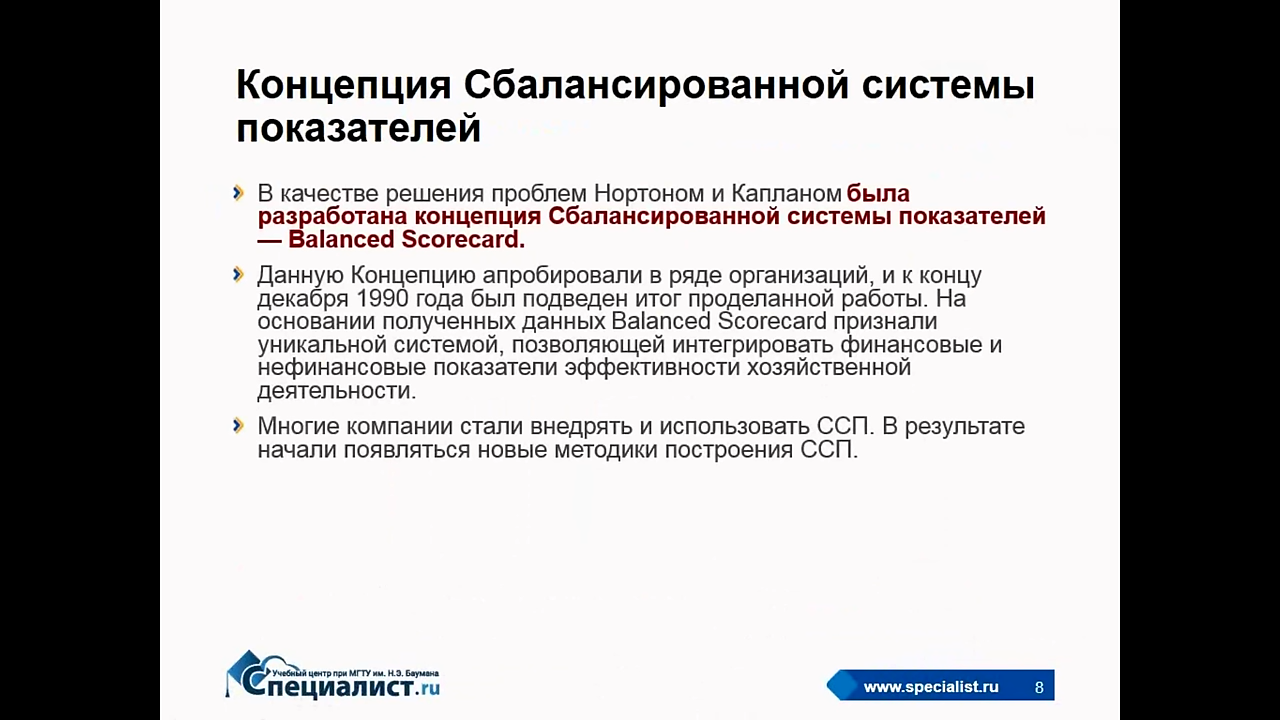 Концепция Сбалансированной системы
показателей
В качестве решения проблем Нортоном и Капланом была
разработана концепция Сбалансированной системы показателей
— Balanced Scorecard.
Данную Концепцию апробировали в ряде организаций, и к концу
декабря 1990 года был подведен итог проделанной работы. На
основании полученных данных Balanced Scorecard признали
уникальной системой, позволяющей интегрировать финансовые и
нефинансовые показатели эффективности хозяйственной
деятельности.
Многие компании стали внедрять и использовать ССП. В результате
начали появляться новые методики построения ССП.
Учебный центр при МГТУ им. Н.Э. Баумана
Специалист.ru
www.specialist.ru 8